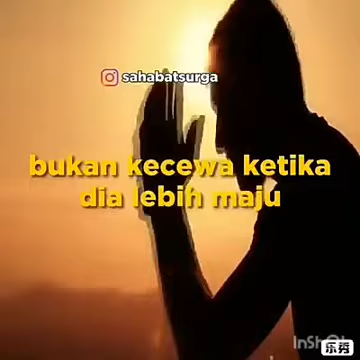 sahabatsurga
bukan kecewa ketika
dia lebih maju
InShOt
乐秀